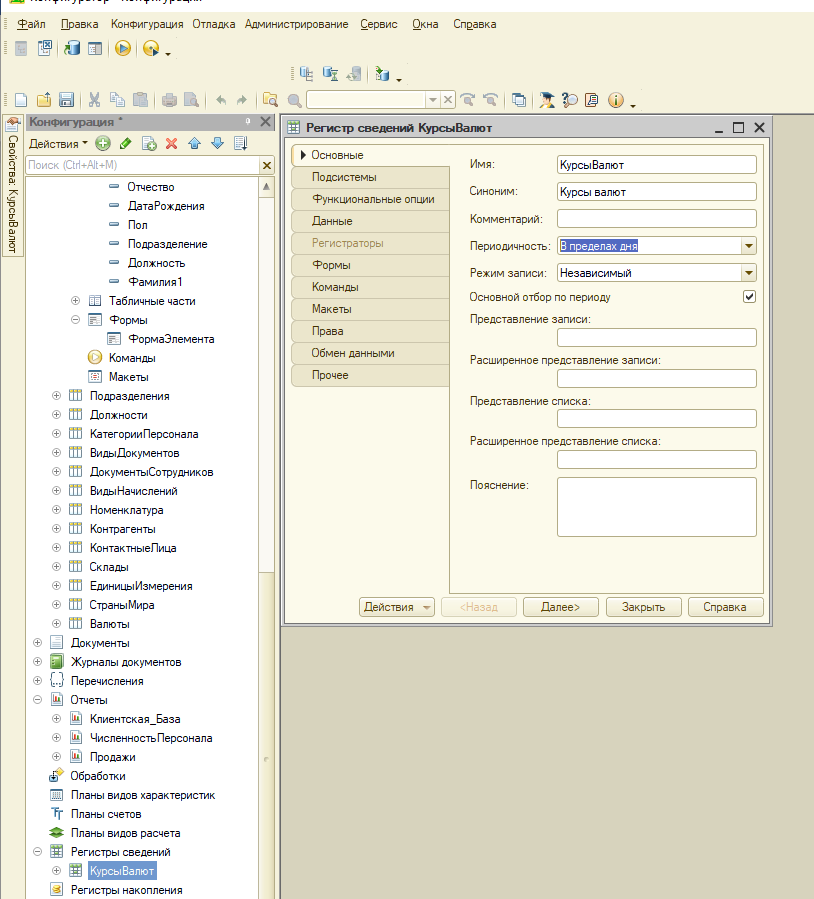 Конфигуратор - Конфигурация
Файл Правка Конфигурация Отладка Администрирование Сервис Окна Справка
Свойства: КурсыВалют
Конфигурация *
Действия
Поиск (Ctrl+Alt+M)
Отчество
ДатаРождения
Пол
Подразделение
Должность
Фамилия1
Табличные части
Формы
ФормаЭлемента
Команды
Макеты
Подразделения
Должности
КатегорииПерсонала
ВидыДокументов
ДокументыСотрудников
ВидыНачислений
Номенклатура
Контрагенты
КонтактныеЛица
Склады
ЕдиницыИзмерения
СтраныМира
Валюты
Документы
Журналы документов
Перечисления
Отчеты
Клиентская_База
ЧисленностьПерсонала
Продажи
Обработки
Планы видов характеристик
Планы счетов
Планы видов расчета
Регистры сведений
КурсыВалют
Регистры накопления
Регистр сведений КурсыВалют
Основные
Подсистемы
Функциональные опции
Данные
Регистраторы
Формы
Команды
Макеты
Права
Обмен данными
Прочее
Имя: КурсыВалют
Синоним: Курсы валют
Комментарий:
Периодичность: В пределах дня
Режим записи: Независимый
Основной отбор по периоду
Представление записи:
Расширенное представление записи:
Представление списка:
Расширенное представление списка:
Пояснение:
Действия <Назад Далее> Закрыть Справка